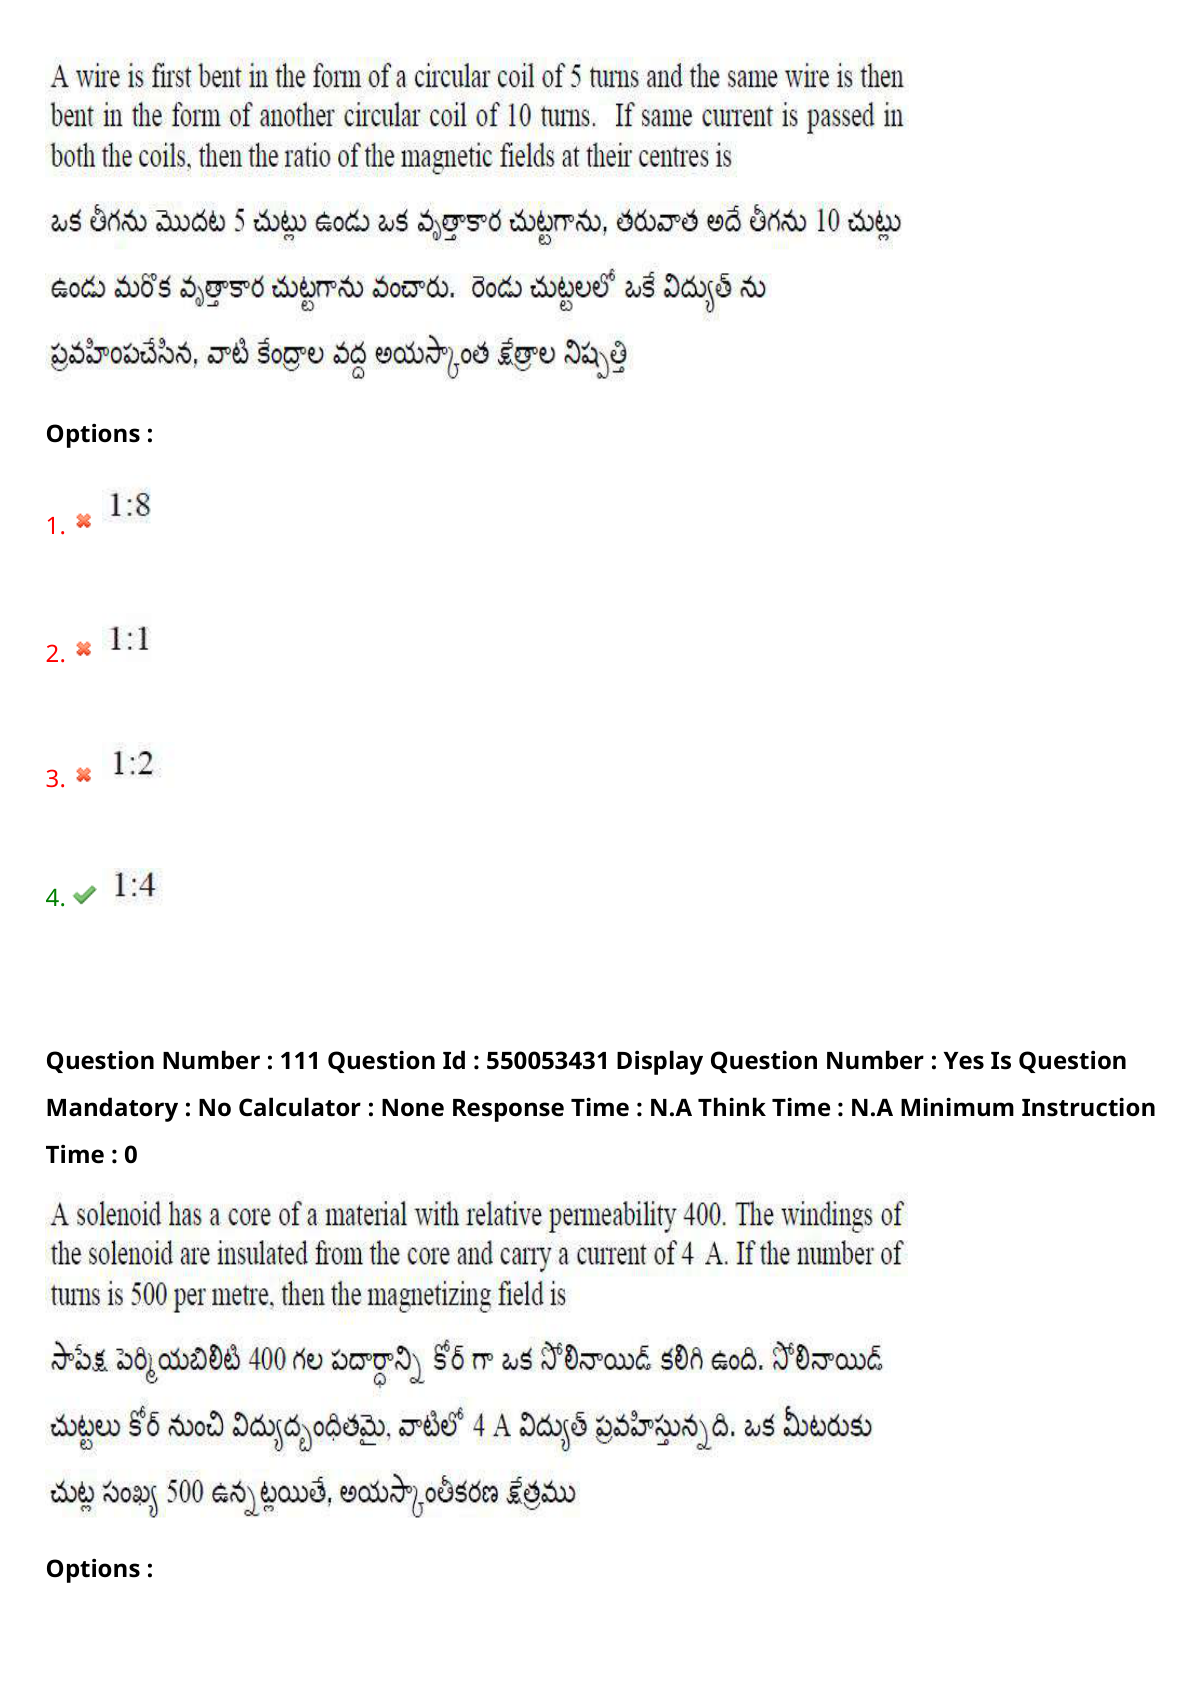 A wire is first bent in the form of a circular coil of 5 turns and the same wire is then
bent in the form of another circular coil of 10 turns. If same current is passed in
both the coils, then the ratio of the magnetic fields at their centres is
ఒక తీగను మొదట 5 చుట్లు ఉండు ఒక వృత్తాకార చుట్టగాను, తరువాత అదే తీగను 10 చుట్లు
ఉండు మరొక వృత్తాకార చుట్టగాను వంచారు. రెండు చుట్టలలో ఒకే విద్యుత్ ను
ప్రవహింపచేసిన, వాటి కేంద్రాల వద్ద అయస్కాంత క్షేత్రాల నిష్పత్తి
Options :
1. 1:8
2. 1:1
3. 1:2
4. 1:4
Question Number : 111 Question Id : 550053431 Display Question Number : Yes Is Question
Mandatory : No Calculator : None Response Time : N.A Think Time : N.A Minimum Instruction
Time : 0
A solenoid has a core of a material with relative permeability 400. The windings of
the solenoid are insulated from the core and carry a current of 4 A. If the number of
turns is 500 per metre, then the magnetizing field is
సాపేక్ష పెర్మియబిలిటి 400 గల పదార్థాన్ని కోర్ గా ఒక సోలినాయిడ్ కలిగి ఉంది. సోలినాయిడ్
చుట్టలు కోర్ నుంచి విద్యుద్బంధితమై, వాటిలో 4 A విద్యుత్ ప్రవహిస్తున్నది. ఒక మీటరుకు
చుట్ల సంఖ్య 500 ఉన్నట్లయితే, అయస్కాంతీకరణ క్షేత్రము
Options :